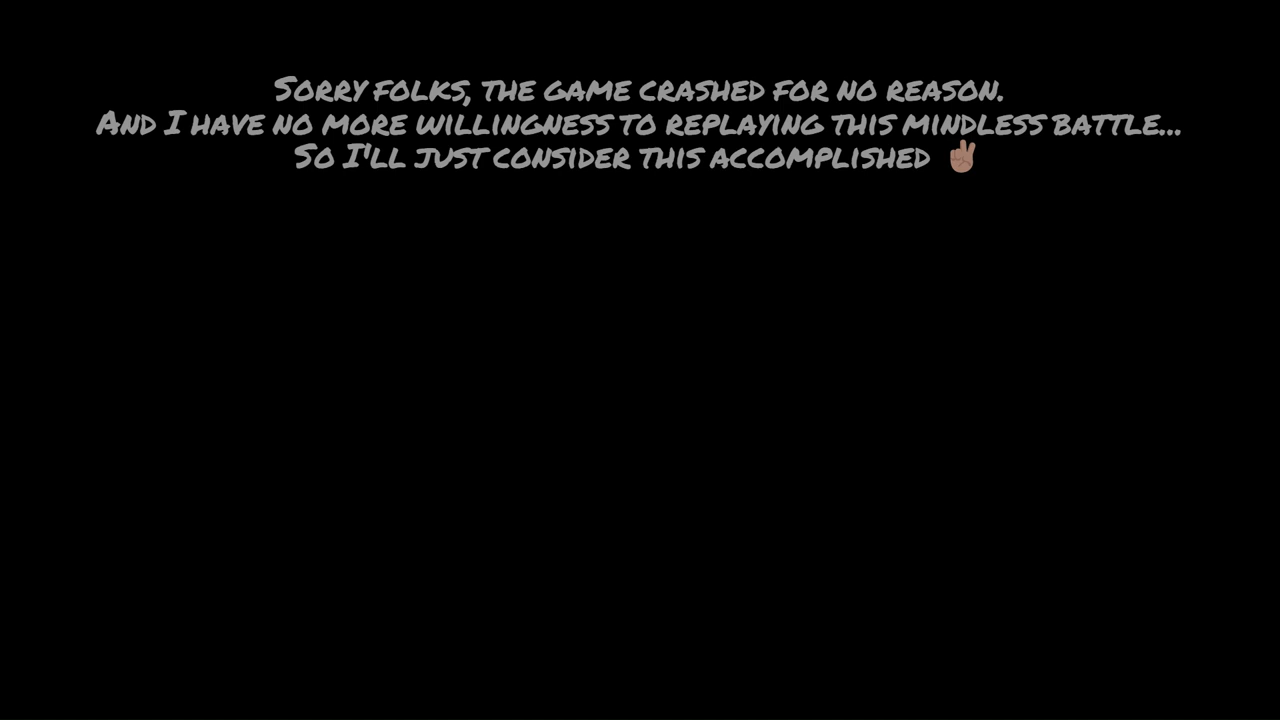 Sorry folks, the game crashed for no reason.
And I have no more willingness to replaying this mindless battle...
So I'll just consider this accomplished ✌🏽